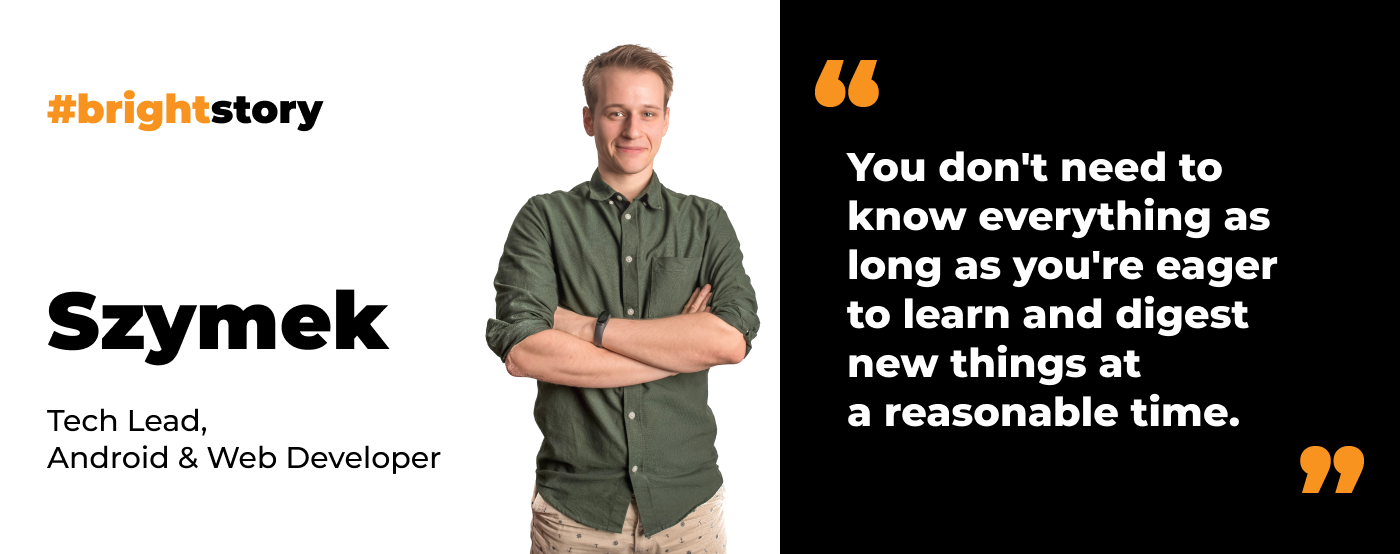 #brightstory
Szymek
Tech Lead,
Android & Web Developer
“
You don't need to
know everything as
long as you're eager
to learn and digest
new things at
a reasonable time.
”